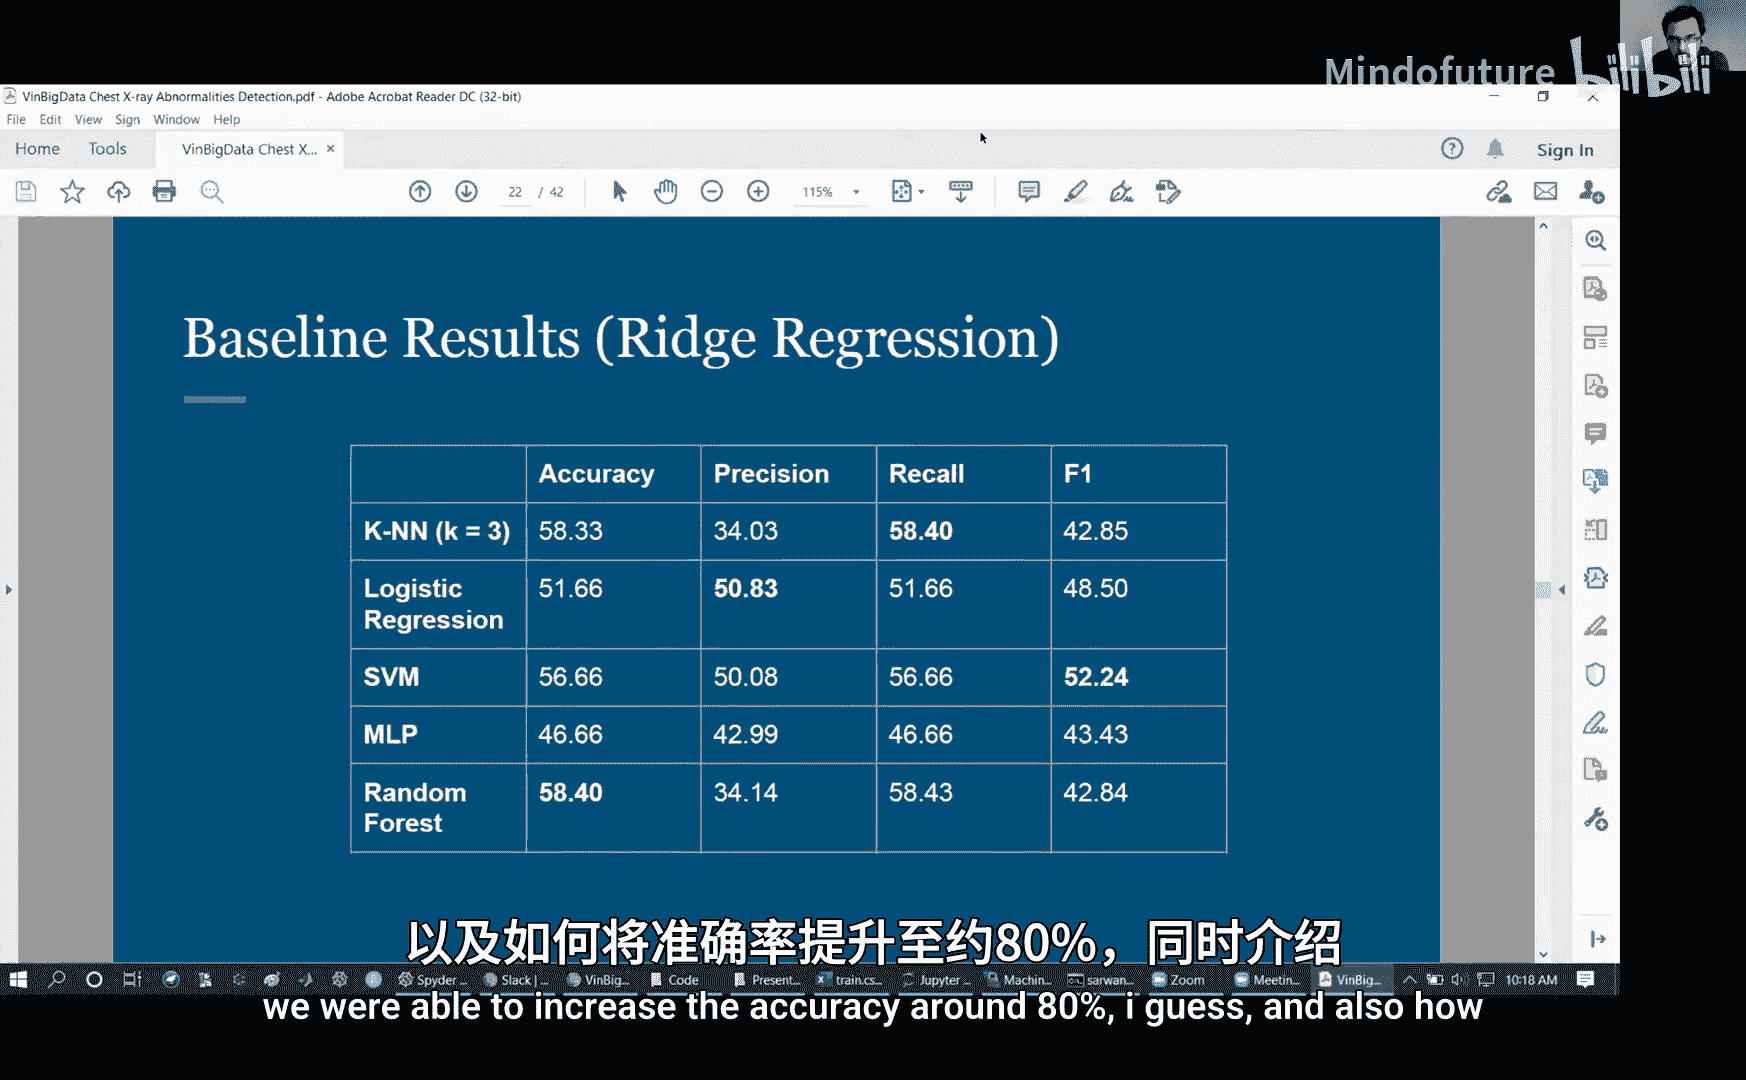 Mindofuture bilibili
VinBigData Chest X-ray Abnormalities Detection.pdf - Adobe Acrobat Reader DC (32-bit)
File Edit View Sign Window Help
Home Tools VinBigData Chest X... × Sign In
22 / 42 115%
Baseline Results (Ridge Regression)
Accuracy Precision Recall F1
K-NN (k = 3) 58.33 34.03 58.40 42.85
Logistic Regression 51.66 50.83 51.66 48.50
SVM 56.66 50.08 56.66 52.24
MLP 46.66 42.99 46.66 43.43
Random Forest 58.40 34.14 58.43 42.84
以及如何将准确率提升至约80%，同时介绍
Spyder ... Slack | ... VinBig... Code Present... train.cs... Jupyter ... Machin... sarwan... Zoom Meetin... VinBig... 10:18 AM
we were able to increase the accuracy around 80%, i guess, and also how